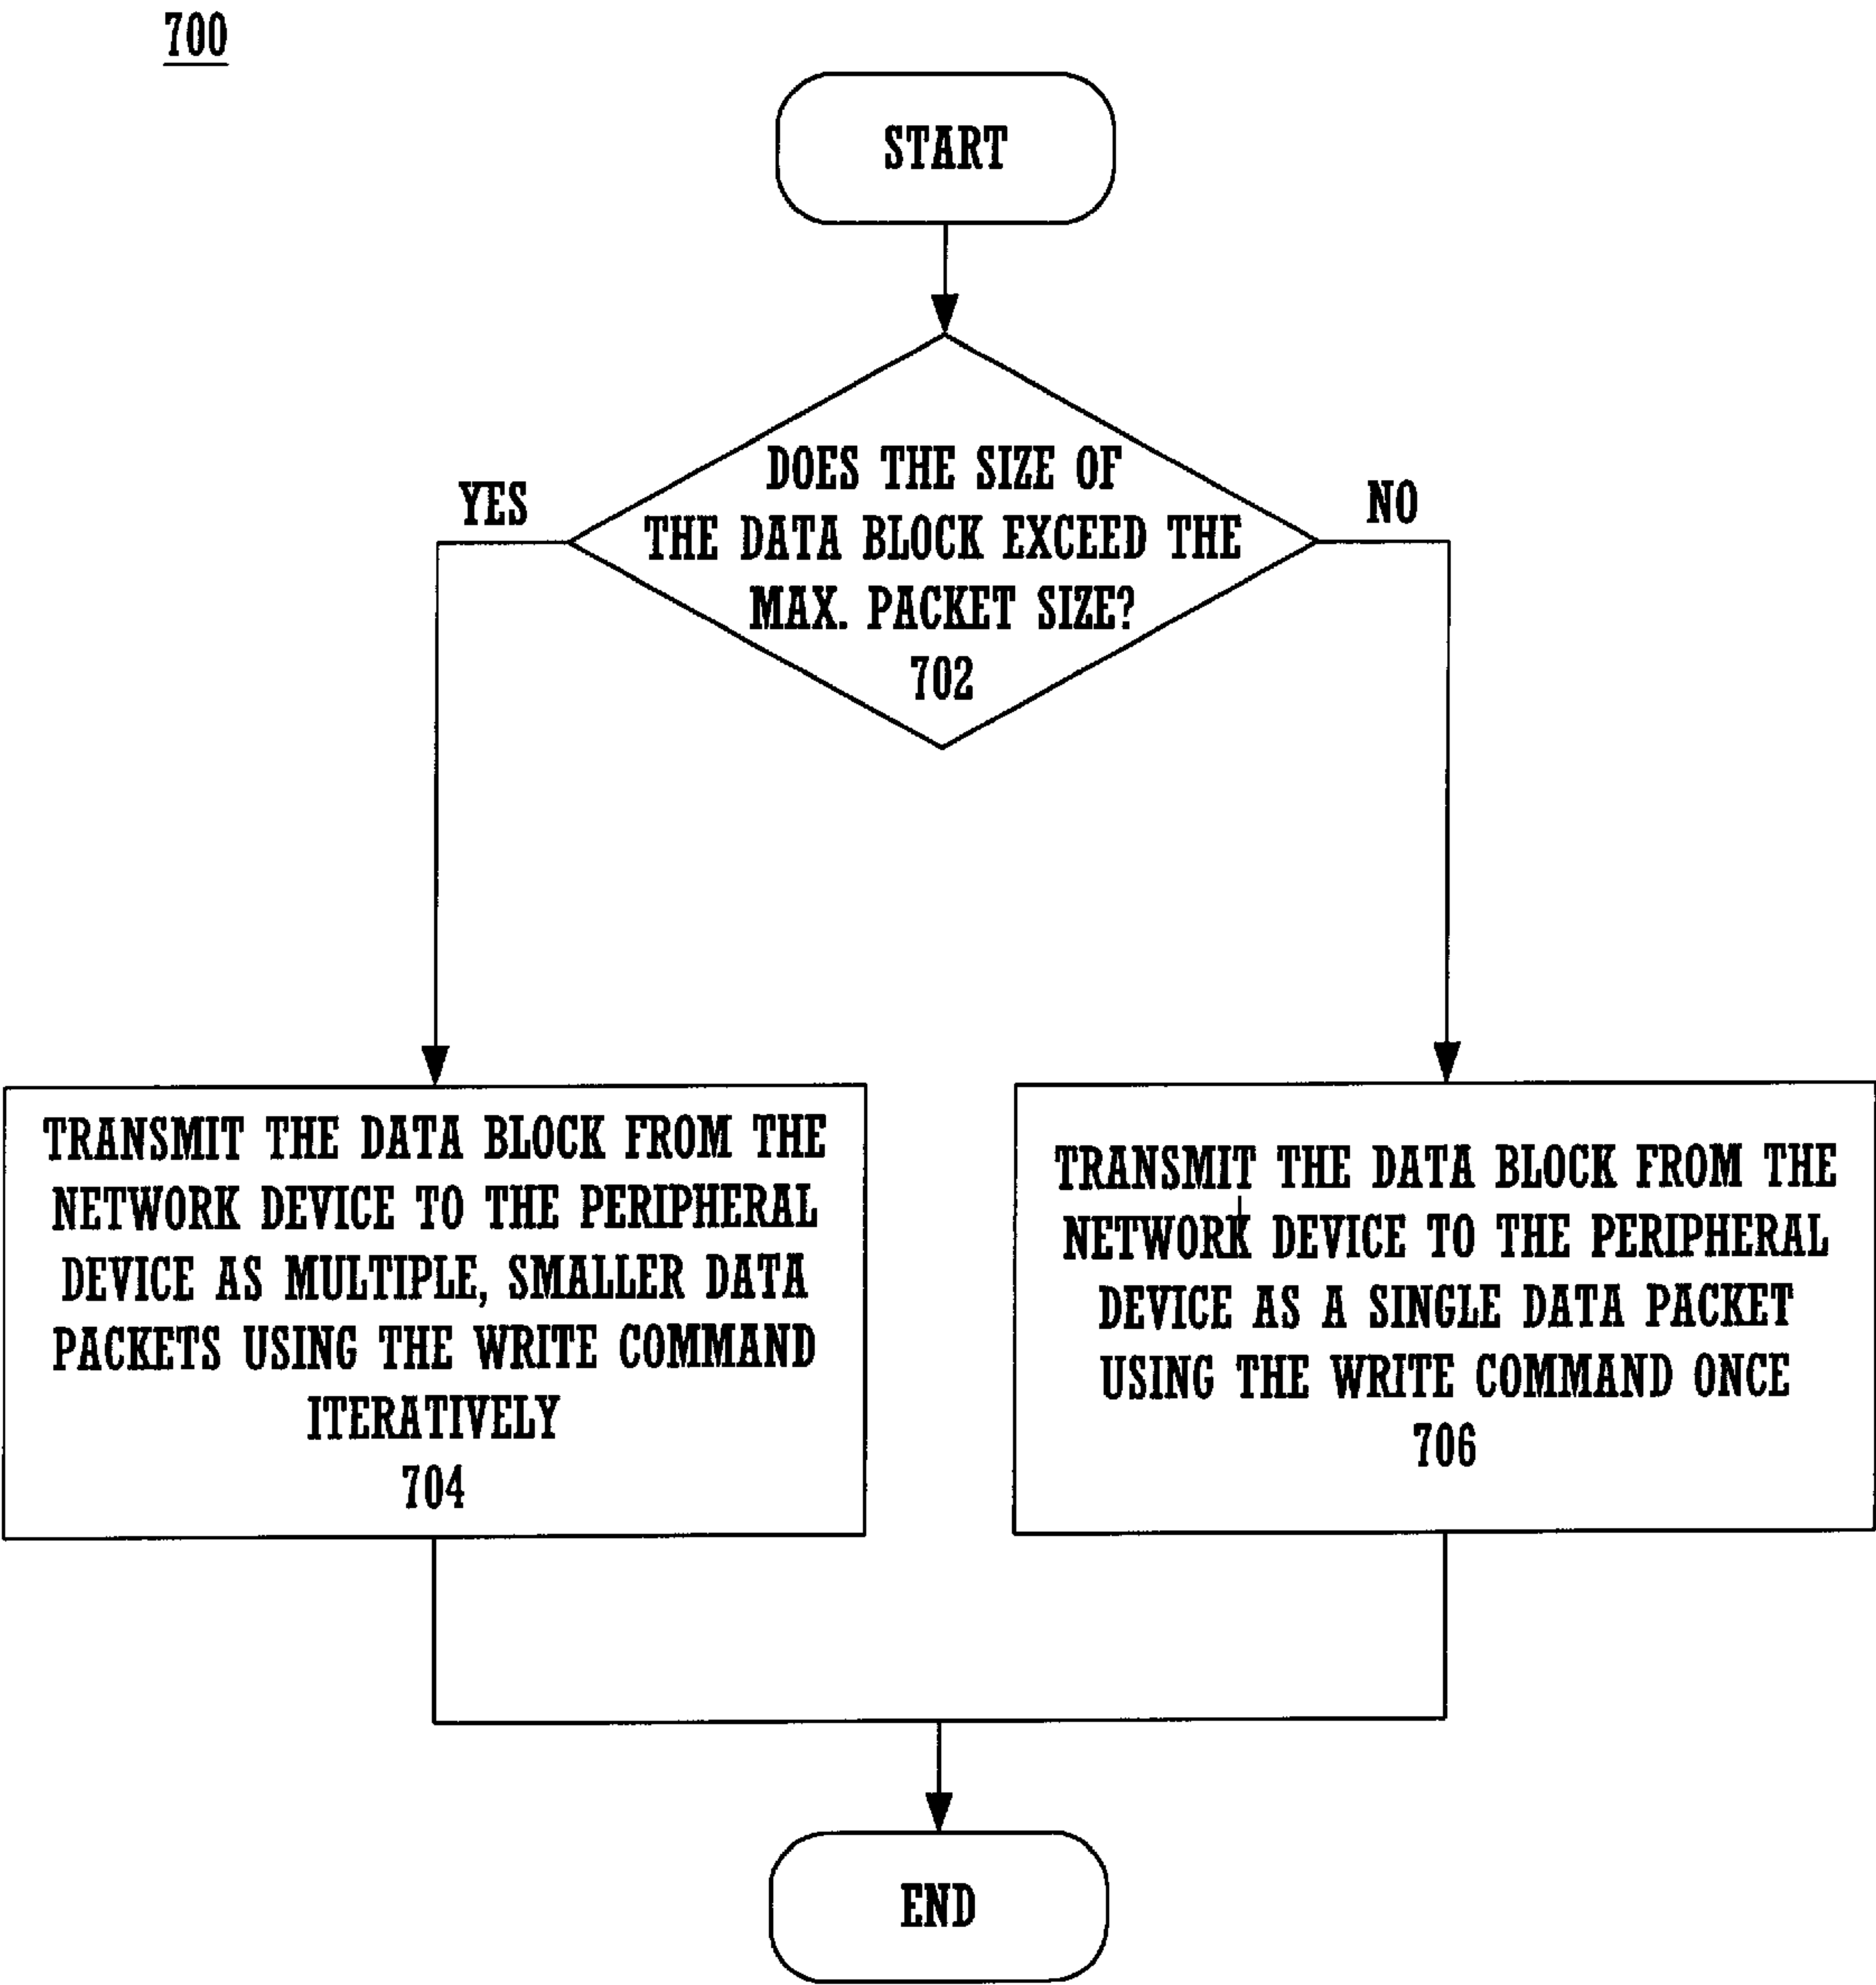 700
START
DOES THE SIZE OF
THE DATA BLOCK EXCEED THE
MAX. PACKET SIZE?
702
YES
NO
TRANSMIT THE DATA BLOCK FROM THE
NETWORK DEVICE TO THE PERIPHERAL
DEVICE AS MULTIPLE, SMALLER DATA
PACKETS USING THE WRITE COMMAND
ITERATIVELY
704
TRANSMIT THE DATA BLOCK FROM THE
NETWORK DEVICE TO THE PERIPHERAL
DEVICE AS A SINGLE DATA PACKET
USING THE WRITE COMMAND ONCE
706
END